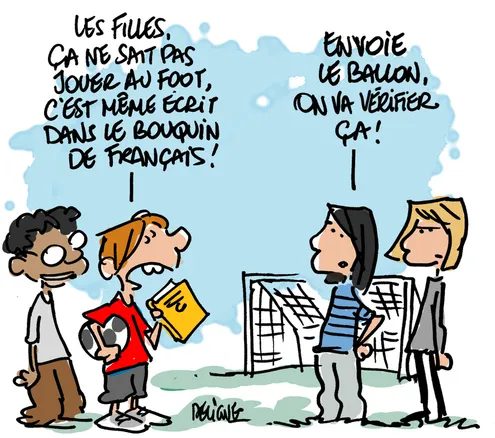 LES FILLES,
ÇA NE SAIT PAS
JOUER AU FOOT,
C'EST MÊME ÉCRIT
DANS LE BOUQUIN
DE FRANÇAIS !
ENVOIE
LE BALLON,
ON VA VÉRIFIER
ÇA !
DELIGNE